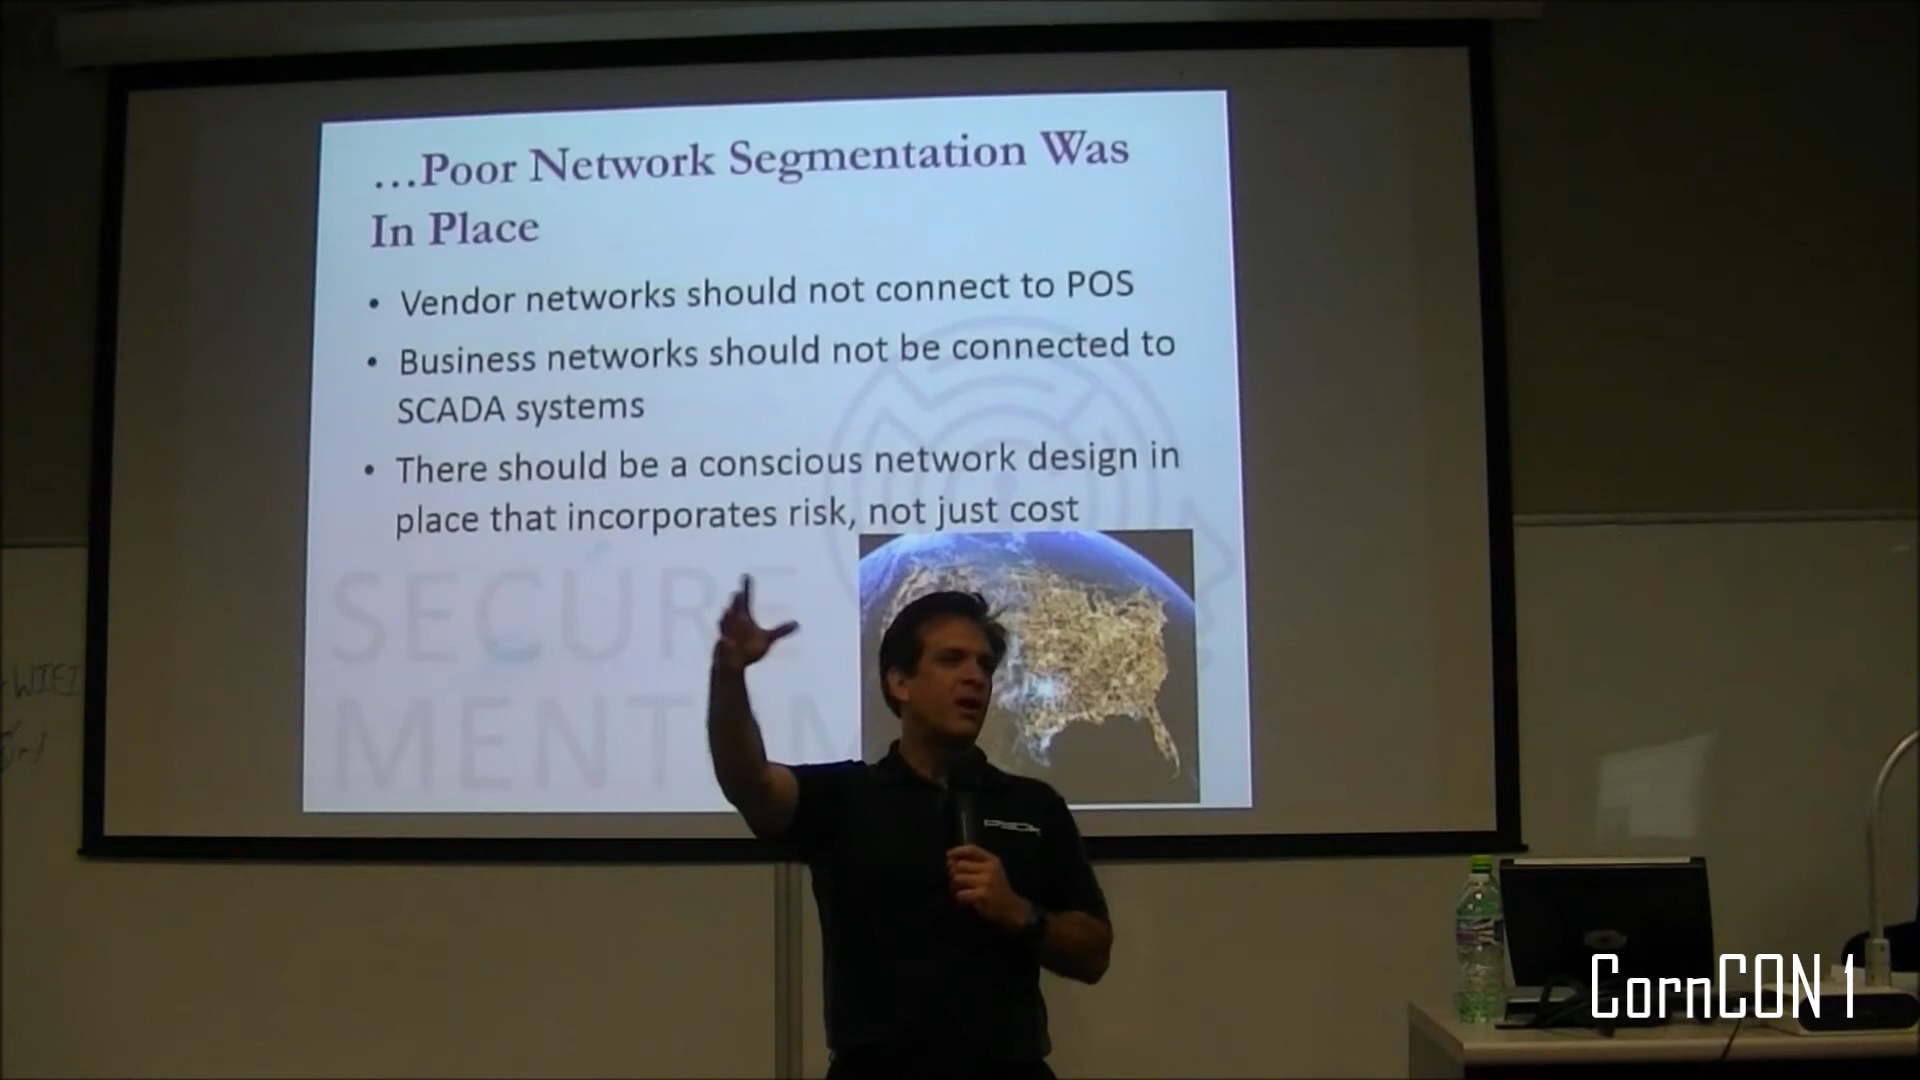 ...Poor Network Segmentation Was
In Place
• Vendor networks should not connect to POS
• Business networks should not be connected to
SCADA systems
• There should be a conscious network design in
place that incorporates risk, not just cost
SECURE
MENTEM
CornCON 1